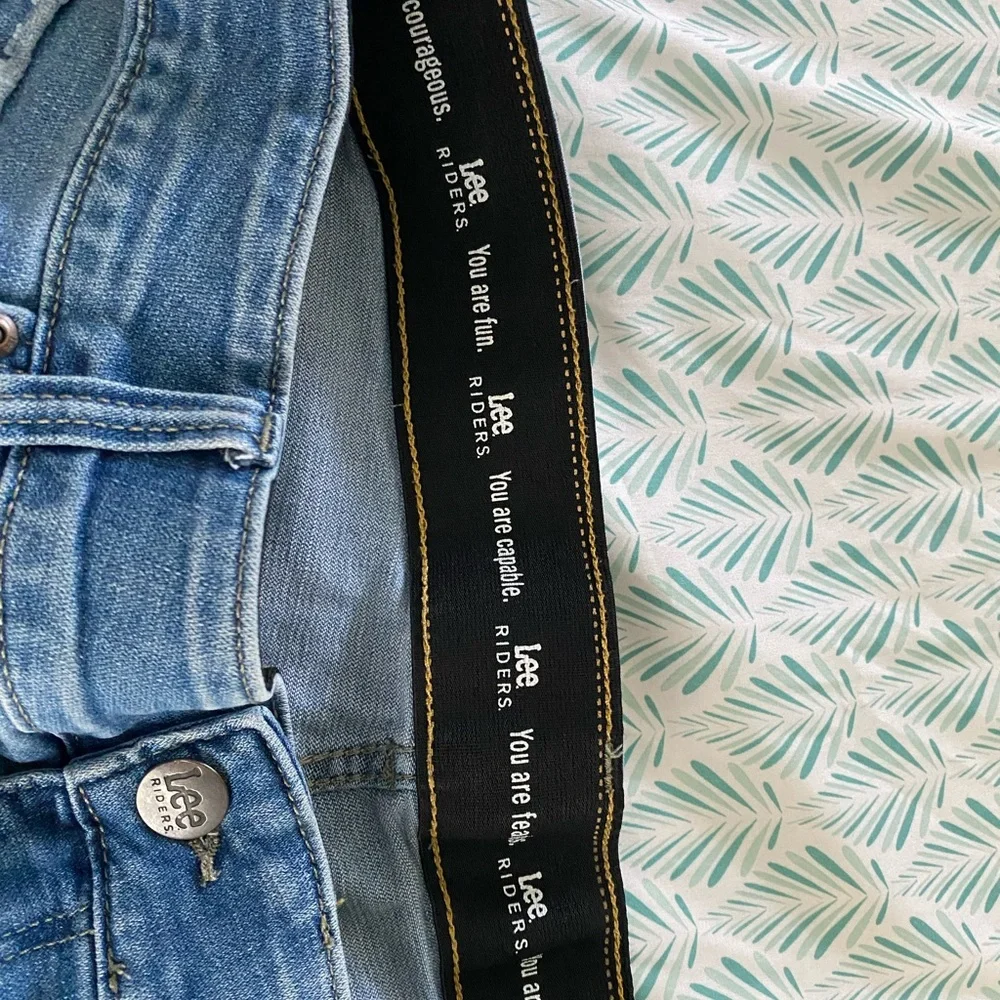 courageous.
Lee
RIDERS.
You are fun.
Lee
RIDERS.
You are capable.
Lee
RIDERS.
You are
Lee
RIDERS.
Lee
RIDERS